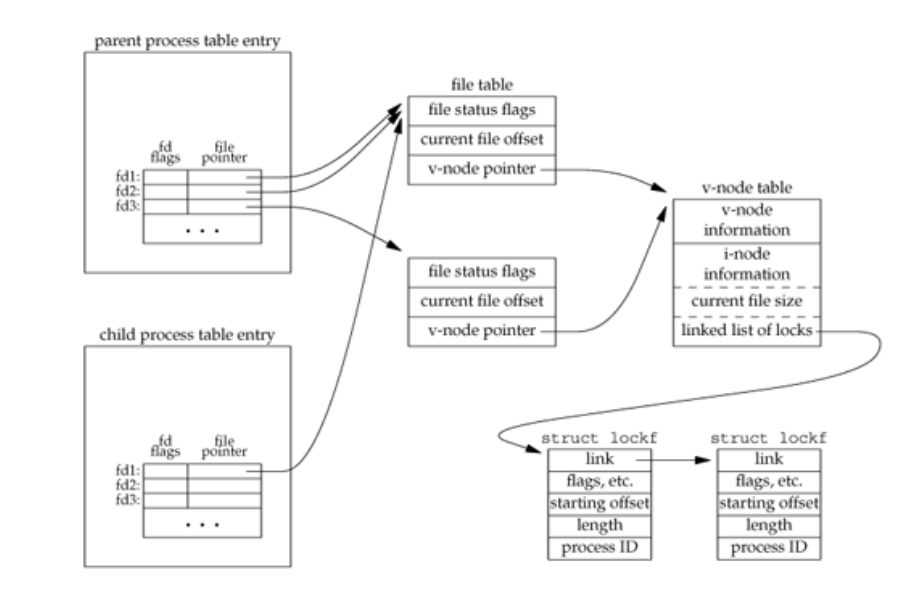 parent process table entry
fd
flags
file
pointer
fd1:
fd2:
fd3:
. . .
file table
file status flags
current file offset
v-node pointer
file status flags
current file offset
v-node pointer
v-node table
v-node
information
i-node
information
current file size
linked list of locks
child process table entry
fd
flags
file
pointer
fd1:
fd2:
fd3:
. . .
struct lockf
link
flags, etc.
starting offset
length
process ID
struct lockf
link
flags, etc.
starting offset
length
process ID